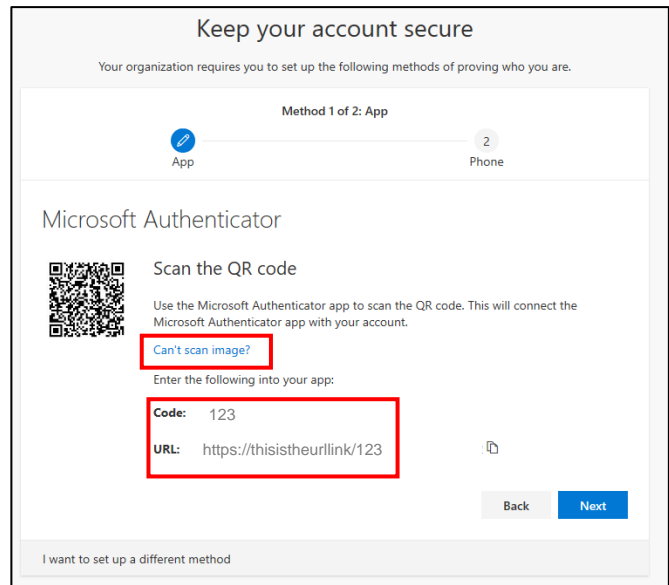 Keep your account secure
Your organization requires you to set up the following methods of proving who you are.
Method 1 of 2: App
2
App
Phone
Microsoft Authenticator
Scan the QR code
Use the Microsoft Authenticator app to scan the QR code. This will connect the
Microsoft Authenticator app with your account.
Can't scan image?
Enter the following into your app:
Code: 123
URL: https://thisistheurllink/123
Back Next
I want to set up a different method